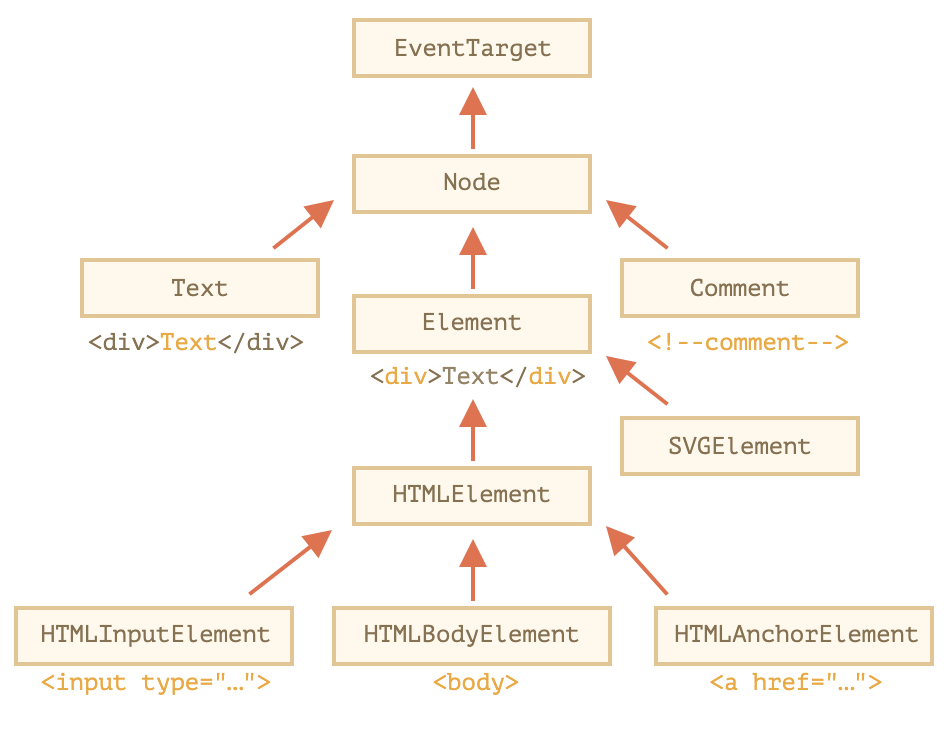 EventTarget
Node
Text
Element
Comment
<div>Text</div>
<!--comment-->
<div>Text</div>
SVGElement
HTMLElement
HTMLInputElement
HTMLBodyElement
HTMLAnchorElement
<input type="…">
<body>
<a href="…">